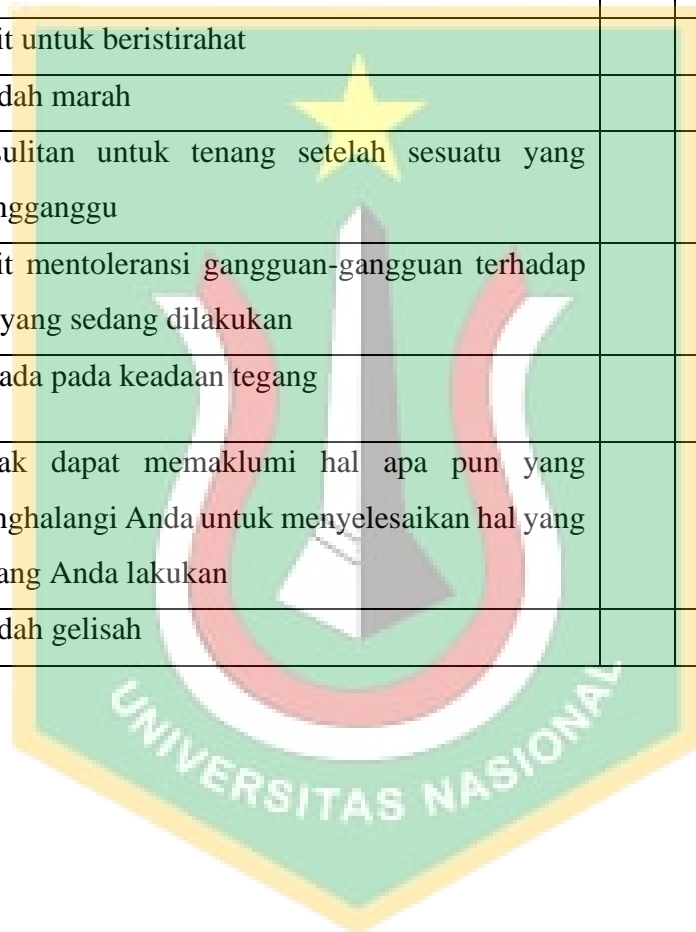 it untuk beristirahat
dah marah
sulitan untuk tenang setelah sesuatu yang
ngganggu
it mentoleransi gangguan-gangguan terhadap
yang sedang dilakukan
ada pada keadaan tegang
ak dapat memaklumi hal apa pun yang
nghalangi Anda untuk menyelesaikan hal yang
ang Anda lakukan
dah gelisah
UNIVERSITAS NASIONAL